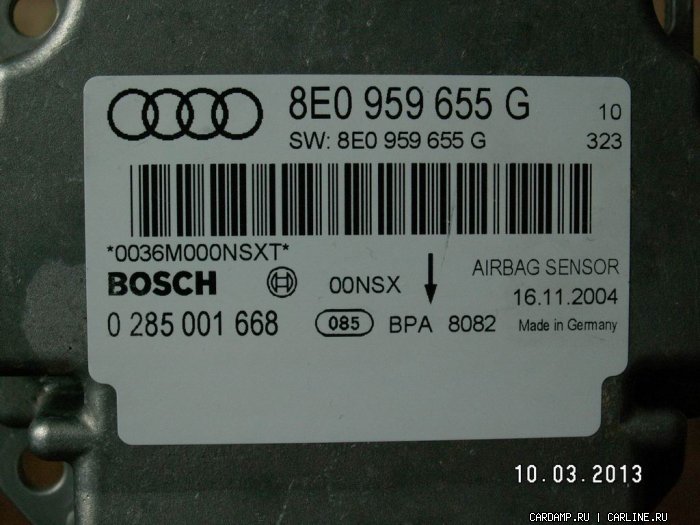 8E0 959 655 G 10
SW: 8E0 959 655 G 323
*0036M000NSXT*
BOSCH 00NSX AIRBAG SENSOR
16.11.2004
0 285 001 668 085 BPA 8082 Made in Germany
10.03.2013
CARDAMP.RU | CARLINE.RU